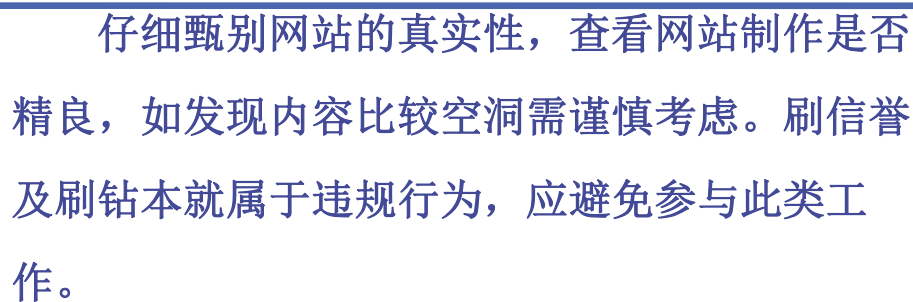 仔细甄别网站的真实性，查看网站制作是否
精良，如发现内容比较空洞需谨慎考虑。刷信誉
及刷钻本就属于违规行为，应避免参与此类工
作。